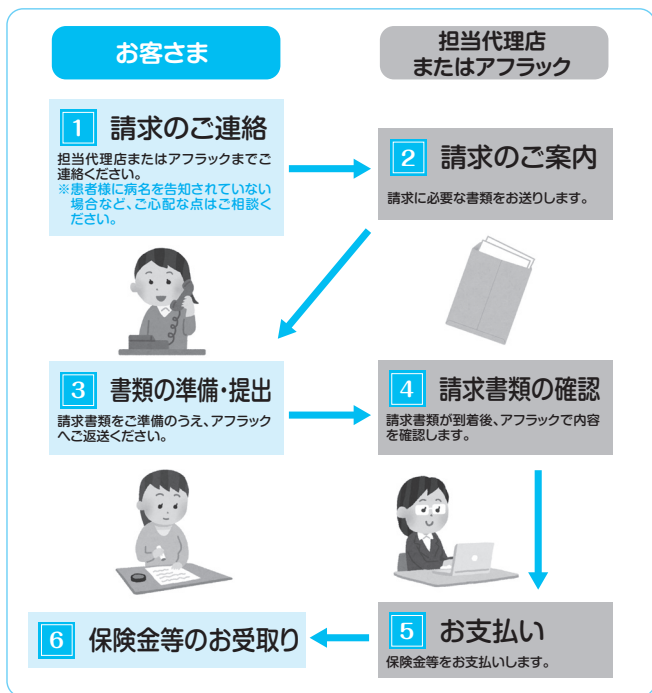 お客さま
担当代理店
またはアフラック
1 請求のご連絡
担当代理店またはアフラックまでご
連絡ください。
※患者様に病名を告知されていない
場合など、ご心配な点はご相談く
ださい。
2 請求のご案内
請求に必要な書類をお送りします。
3 書類の準備・提出
請求書類をご準備のうえ、アフラック
へご返送ください。
4 請求書類の確認
請求書類が到着後、アフラックで内容
を確認します。
5 お支払い
保険金等をお支払いします。
6 保険金等のお受取り